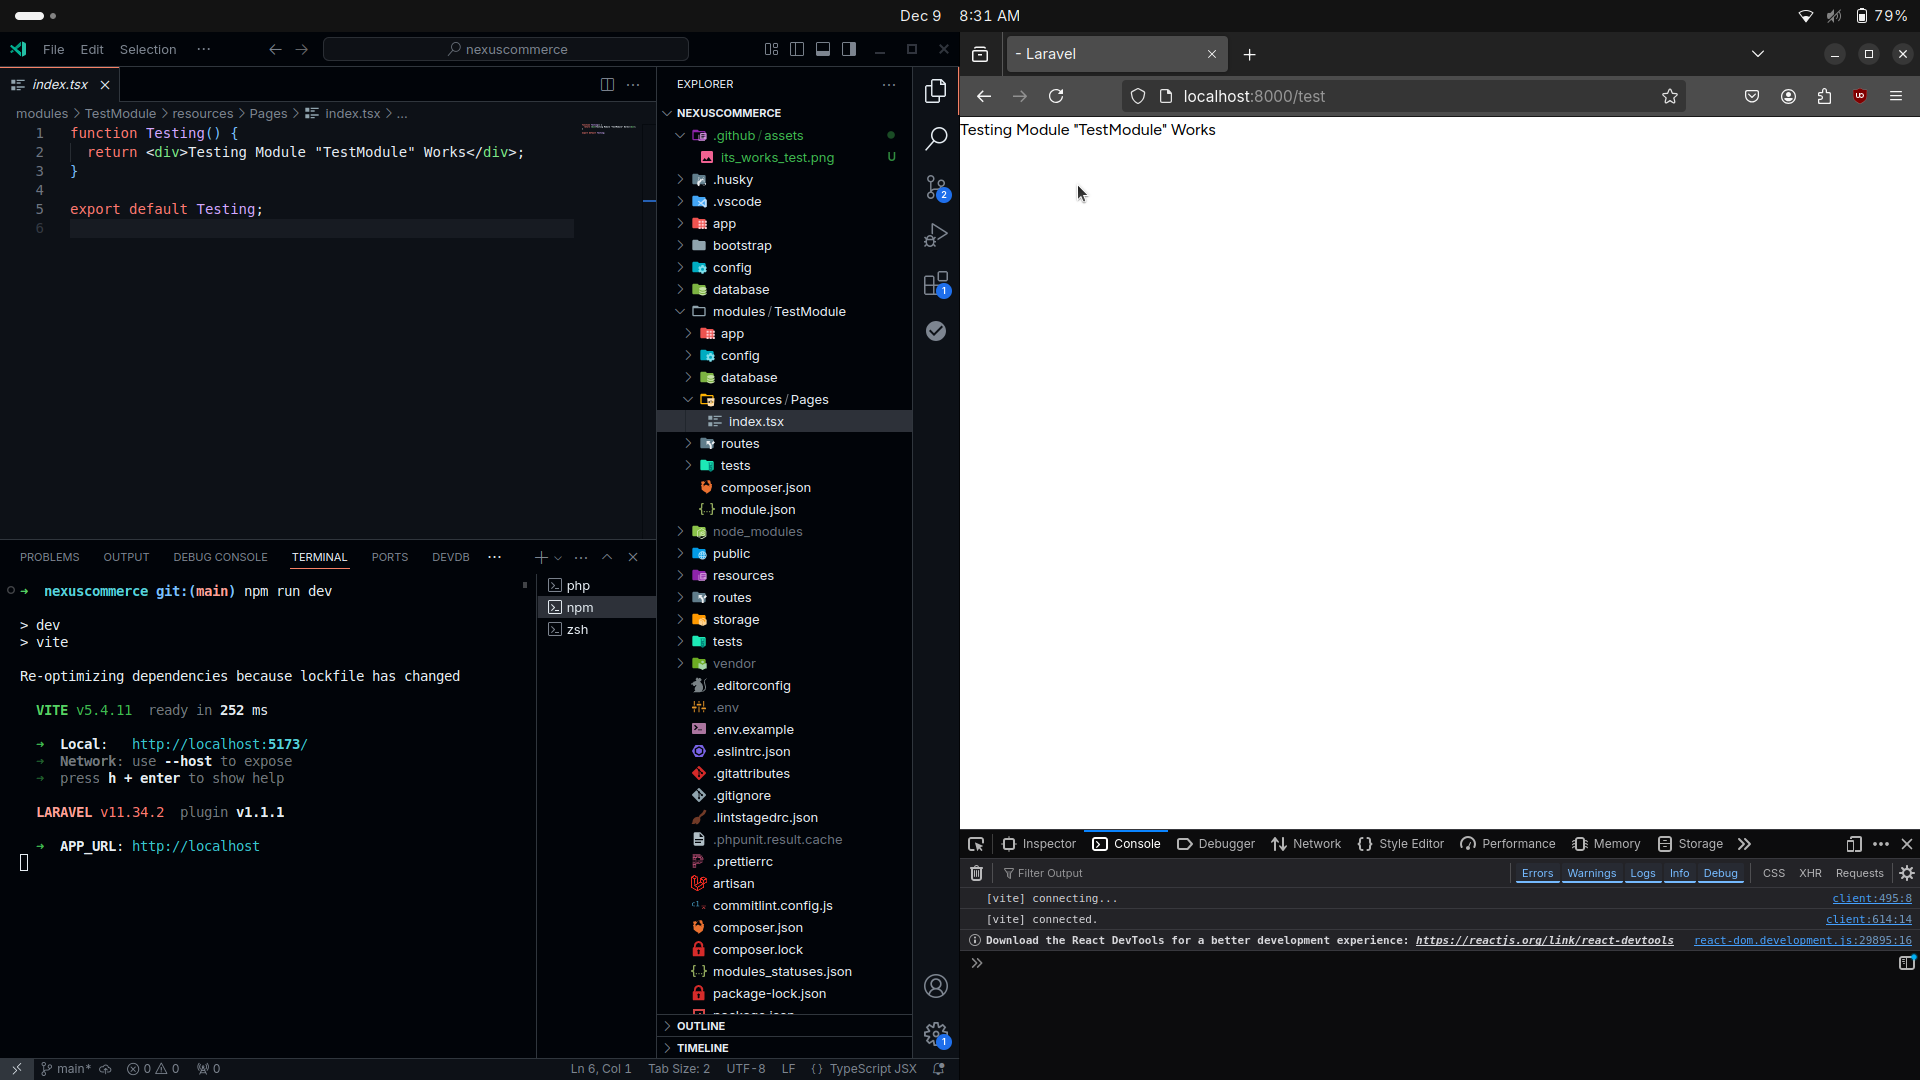 Dec 9 8:31 AM
79%
File Edit Selection ···
nexuscommerce
index.tsx
modules > TestModule > resources > Pages > index.tsx > ...
1 function Testing() {
2 return <div>Testing Module "TestModule" Works</div>;
3 }
4
5 export default Testing;
6
PROBLEMS OUTPUT DEBUG CONSOLE TERMINAL PORTS DEVDB ···
➜ nexuscommerce git:(main) npm run dev
> dev
> vite
Re-optimizing dependencies because lockfile has changed
VITE v5.4.11 ready in 252 ms
➜ Local: http://localhost:5173/
➜ Network: use --host to expose
➜ press h + enter to show help
LARAVEL v11.34.2 plugin v1.1.1
➜ APP_URL: http://localhost
php
npm
zsh
EXPLORER
NEXUSCOMMERCE
.github / assets
its_works_test.png U
.husky
.vscode
app
bootstrap
config
database
modules / TestModule
app
config
database
resources / Pages
index.tsx
routes
tests
composer.json
module.json
node_modules
public
resources
routes
storage
tests
vendor
.editorconfig
.env
.env.example
.eslintrc.json
.gitattributes
.gitignore
.lintstagedrc.json
.phpunit.result.cache
.prettierrc
artisan
commitlint.config.js
composer.json
composer.lock
modules_statuses.json
package-lock.json
OUTLINE
TIMELINE
2
1
1
main* 0 0 0
Ln 6, Col 1 Tab Size: 2 UTF-8 LF {} TypeScript JSX
- Laravel
localhost:8000/test
Testing Module "TestModule" Works
Inspector Console Debugger Network Style Editor Performance Memory Storage
Filter Output Errors Warnings Logs Info Debug CSS XHR Requests
[vite] connecting... client:495:8
[vite] connected. client:614:14
Download the React DevTools for a better development experience: https://reactjs.org/link/react-devtools react-dom.development.js:29895:16